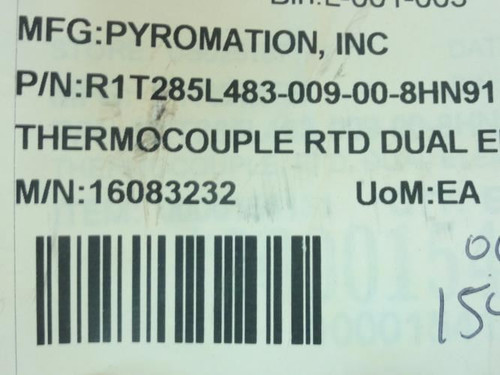 MFG:PYROMATION, INC
P/N:R1T285L483-009-00-8HN91
THERMOCOUPLE RTD DUAL
M/N:16083232 UoM:EA